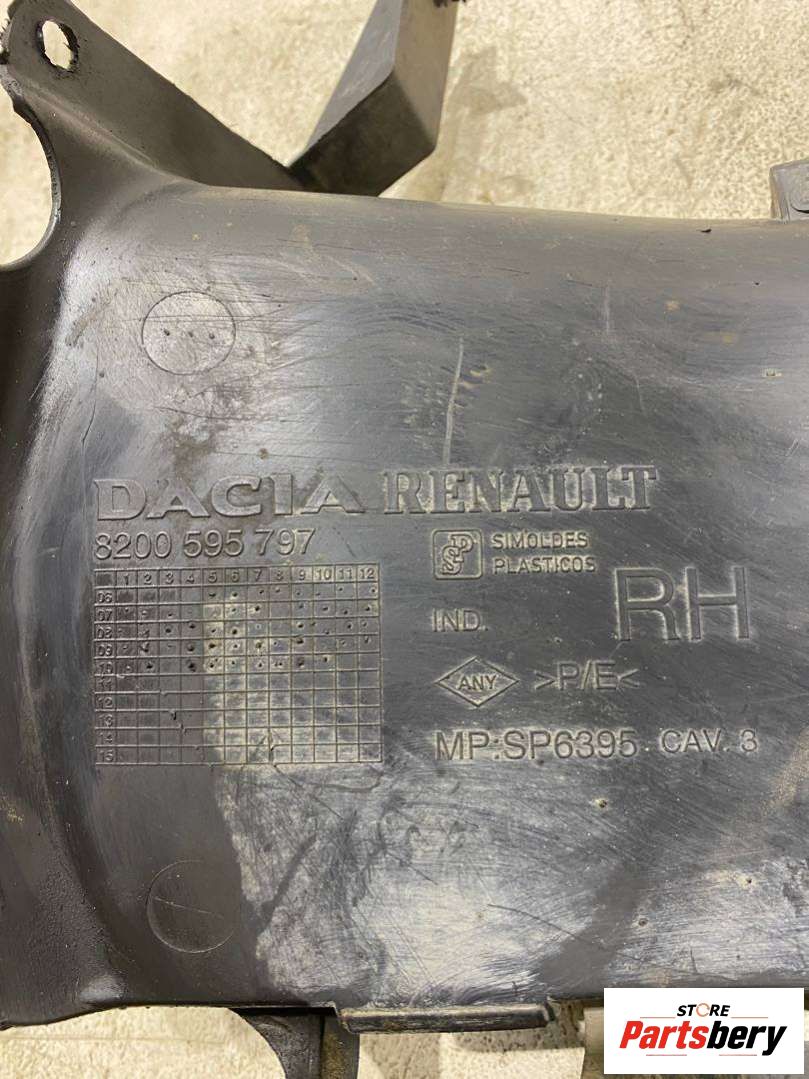 DACIA RENAULT
8200 595 797
SP
SIMOLDES
PLASTICOS
1 2 3 4 5 6 7 8 9 10 11 12
06
07
08
09
10
11
12
13
14
15
IND.
RH
ANY >P/E<
MP:SP6395 CAV. 3
STORE
Partsbery